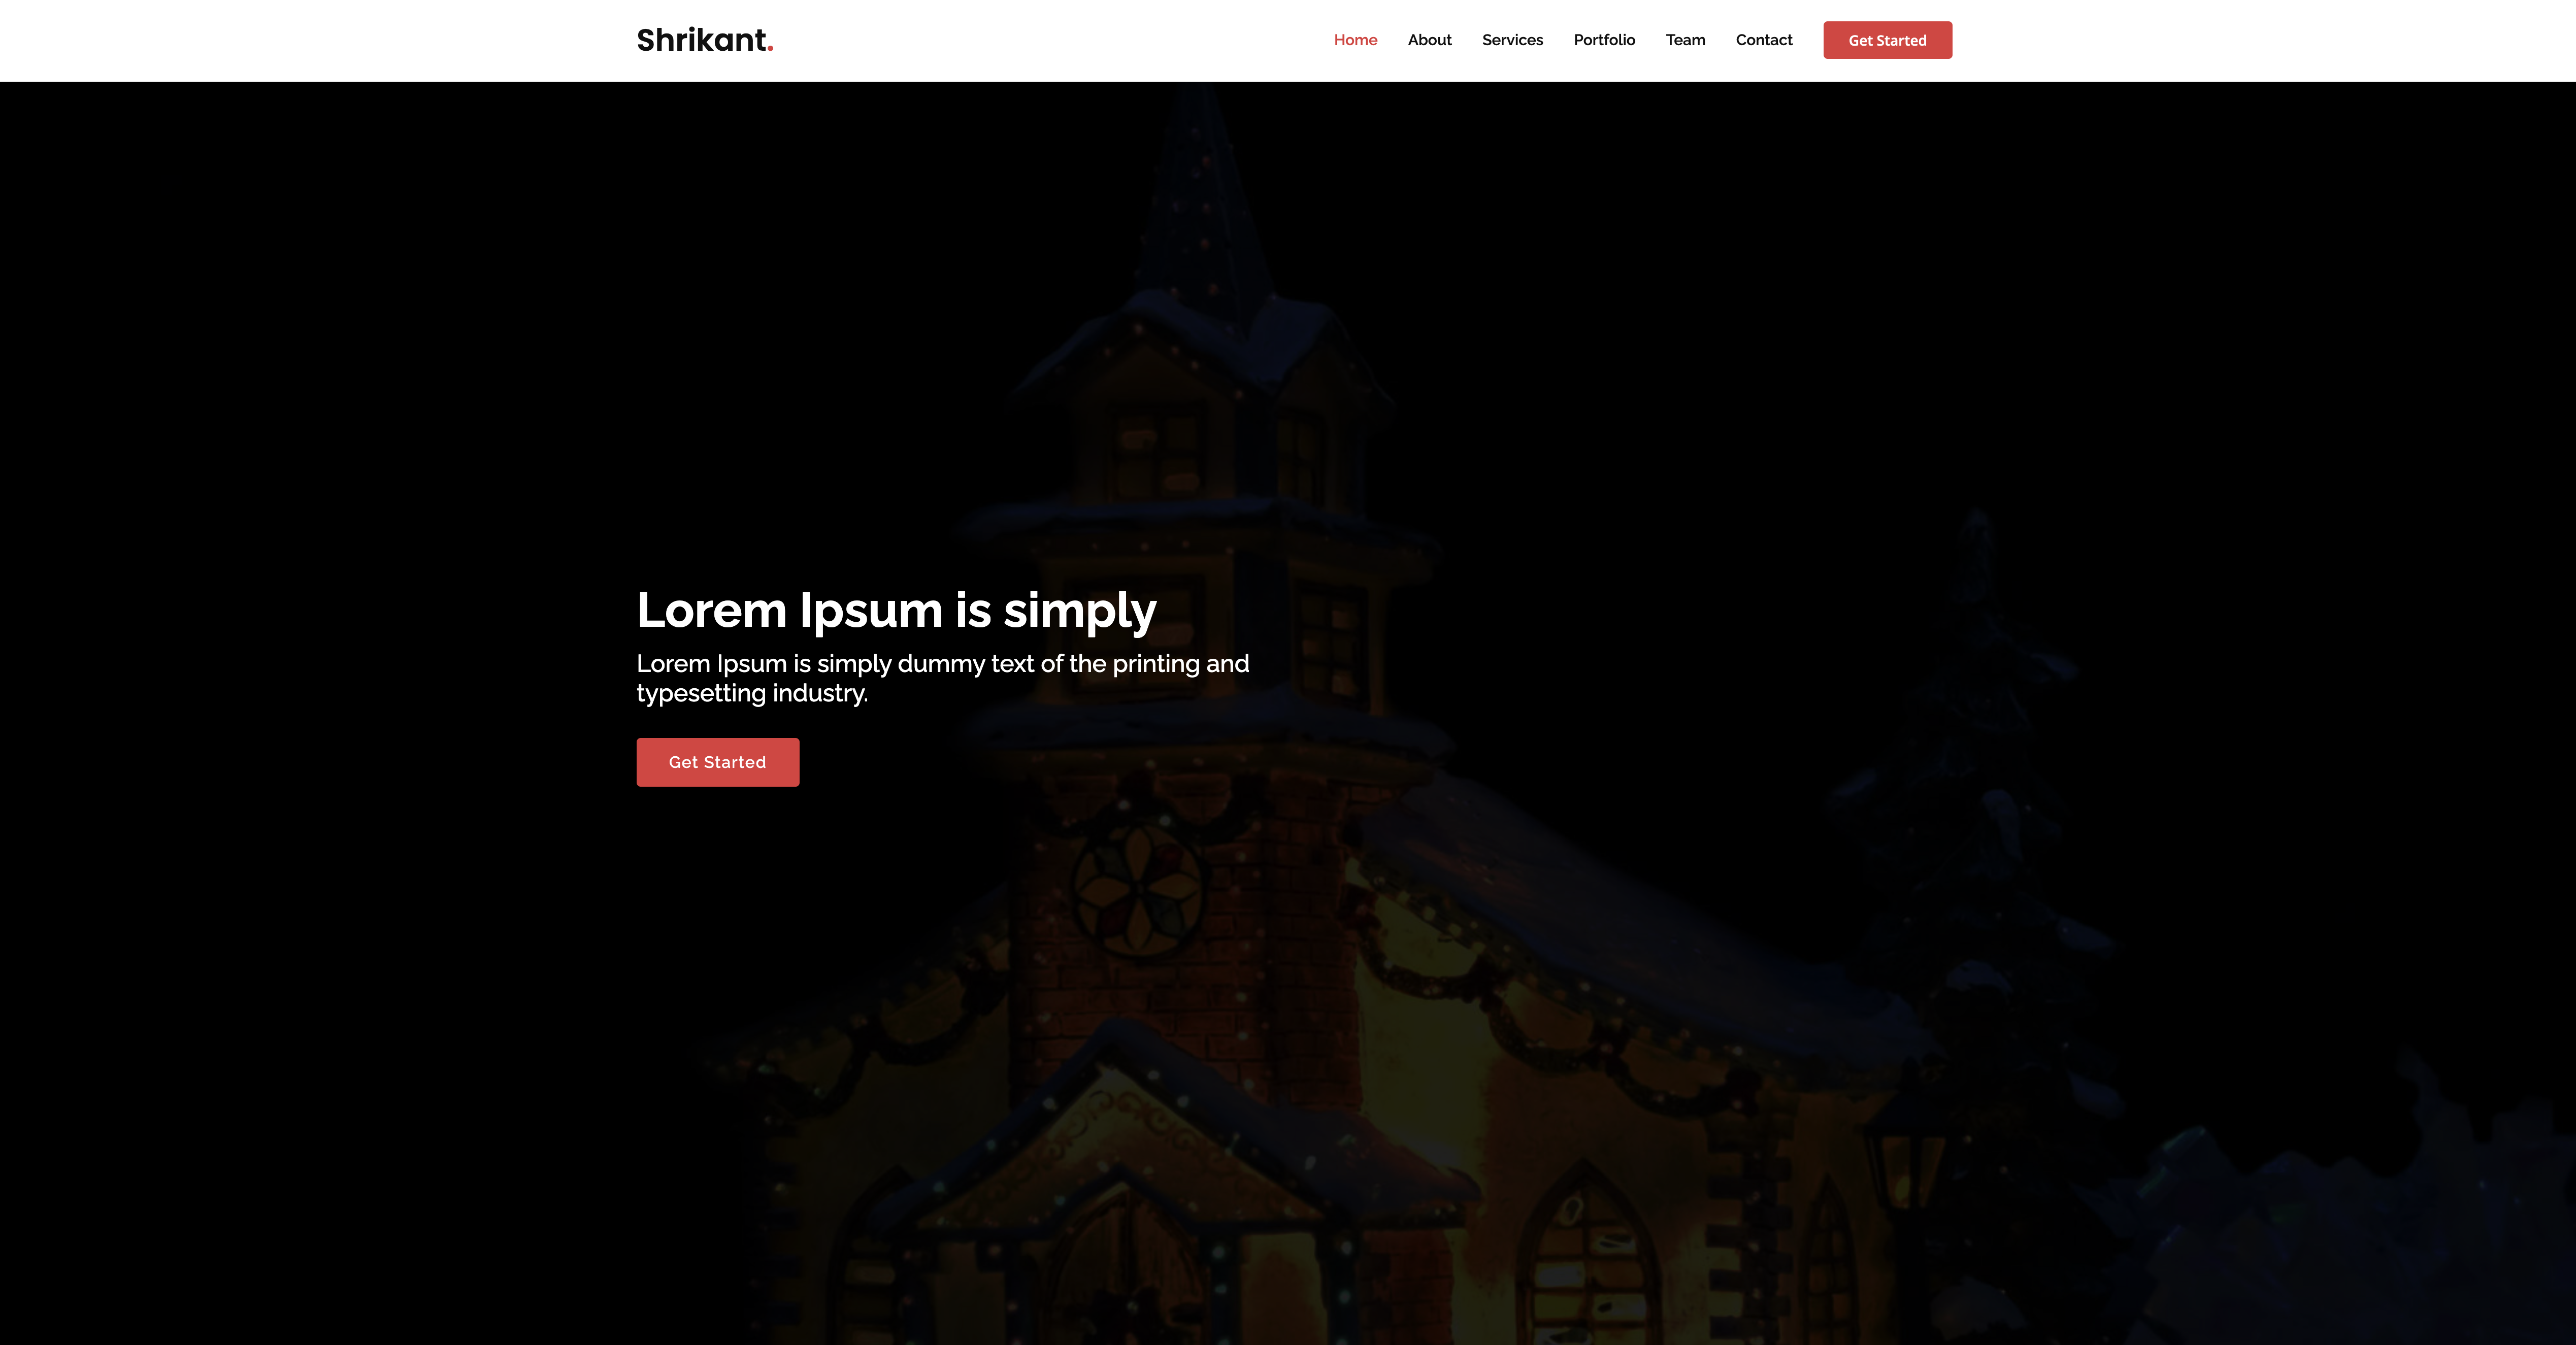 Shrikant.
Home About Services Portfolio Team Contact Get Started
Lorem Ipsum is simply
Lorem Ipsum is simply dummy text of the printing and
typesetting industry.
Get Started